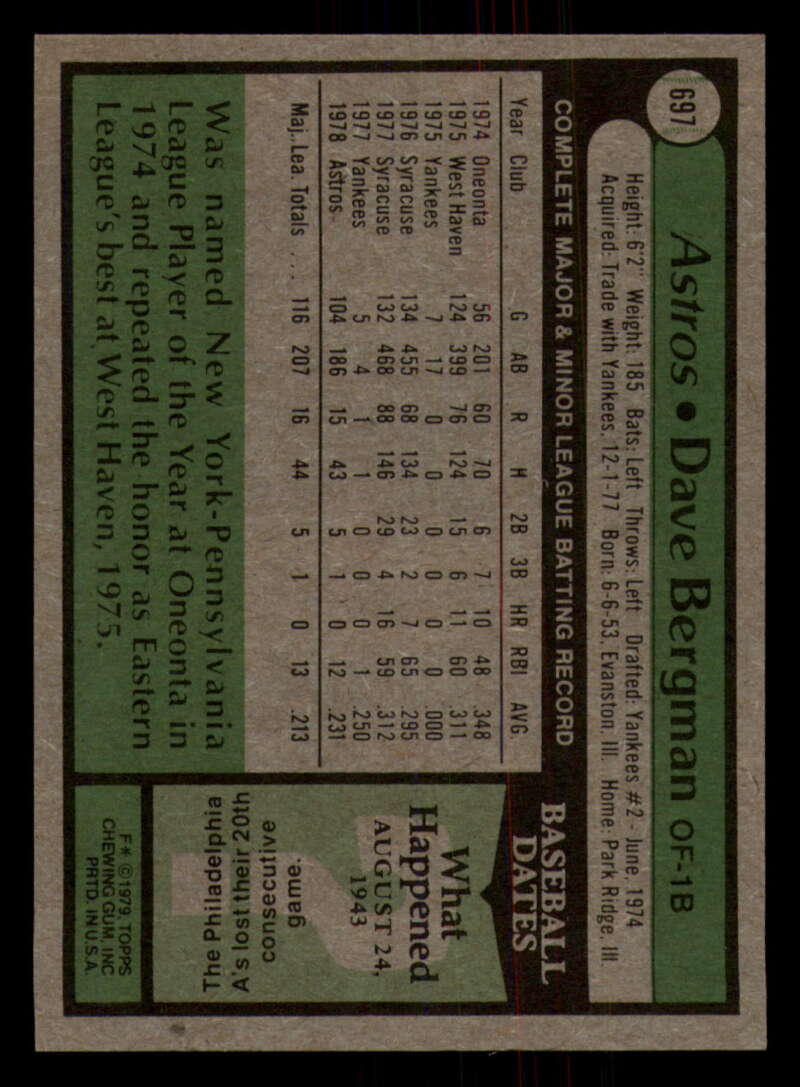 697
Astros • Dave Bergman OF-1B
Height: 6'2" Weight: 185 Bats: Left Throws: Left Drafted: Yankees #2 - June, 1974
Acquired: Trade with Yankees, 12-1-77 Born: 6-6-53, Evanston, Ill. Home: Park Ridge, Ill.
COMPLETE MAJOR & MINOR LEAGUE BATTING RECORD
Year Club G AB R H 2B 3B HR RBI AVG.
1974 Oneonta 56 201 60 70 6 7 10 48 .348
1975 West Haven 124 399 76 124 15 6 11 60 .311
1975 Yankees 7 17 0 0 0 0 0 0 .000
1976 Syracuse 134 455 68 134 23 2 7 65 .295
1977 Syracuse 132 468 88 146 29 4 16 59 .312
1977 Yankees 5 4 1 1 0 0 0 1 .250
1978 Astros 104 186 15 43 5 1 0 12 .231
Maj. Lea. Totals ... 116 207 16 44 5 1 0 13 .213
Was named New York-Pennsylvania
League Player of the Year at Oneonta in
1974 and repeated the honor as Eastern
League's best at West Haven, 1975.
BASEBALL
DATES
What
Happened
AUGUST 24,
1943
The Philadelphia
A's lost their 20th
consecutive
game.
F* © 1979, TOPPS
CHEWING GUM, INC
PRTD. IN U.S.A.